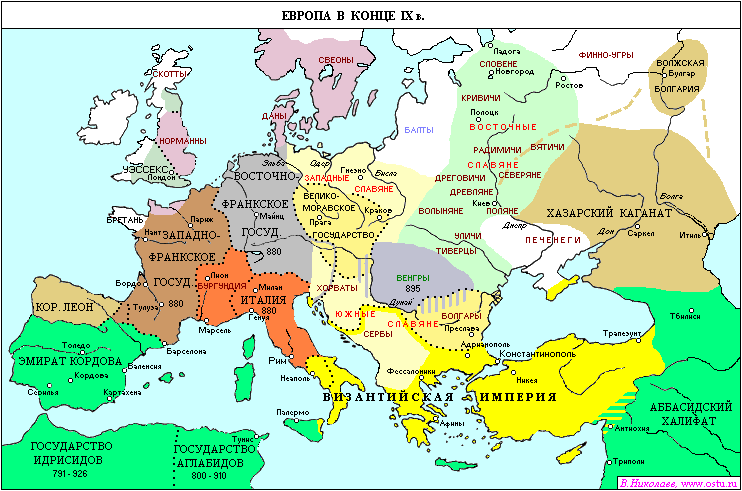 ЕВРОПА В КОНЦЕ IX в.
СКОТТЫ
НОРМАННЫ
УЭССЕКС
Лондон
СВЕОНЫ
ДАНЫ
БАЛТЫ
Ладога
СЛОВЕНЕ
Новгород
ФИННО-УГРЫ
Ростов
ВОЛЖСКАЯ
Булгар
БОЛГАРИЯ
КРИВИЧИ
Полоцк
ВОСТОЧНЫЕ
РАДИМИЧИ
ВЯТИЧИ
СЛАВЯНЕ
СЕВЕРЯНЕ
ДРЕГОВИЧИ
ДРЕВЛЯНЕ
Киев
ВОЛЫНЯНЕ
ПОЛЯНЕ
УЛИЧИ
ТИВЕРЦЫ
Днепр
ПЕЧЕНЕГИ
ХАЗАРСКИЙ КАГАНАТ
Волга
Дон
Саркел
Итиль
Эльба
Одер
Висла
Гнезно
ЗАПАДНЫЕ
СЛАВЯНЕ
ВЕЛИКО-
МОРАВСКОЕ
Прага
Краков
ГОСУДАРСТВО
ВОСТОЧНО-
ФРАНКСКОЕ
Майнц
ГОСУД.
880
БРЕТАНЬ
Париж
Нант
ЗАПАДНО-
ФРАНКСКОЕ
ГОСУД.
880
Бордо
Тулуза
Лион
БУРГУНДИЯ
Милан
ИТАЛИЯ
880
Генуя
Марсель
Рим
Неаполь
Палермо
ВЕНГРЫ
895
Дунай
ХОРВАТЫ
ЮЖНЫЕ
СЛАВЯНЕ
СЕРБЫ
БОЛГАРЫ
Преслава
Адрианополь
Константинополь
Никея
Фессалоники
Афины
ВИЗАНТИЙСКАЯ ИМПЕРИЯ
Трапезунт
Тбилиси
АББАСИДСКИЙ
ХАЛИФАТ
Антиохия
Триполи
КОР. ЛЕОН
Барселона
ЭМИРАТ КОРДОВА
Толедо
Валенсия
Кордова
Севилья
Картахена
ГОСУДАРСТВО
ИДРИСИДОВ
791 - 926
ГОСУДАРСТВО
АГЛАБИДОВ
800 - 910
Тунис
В.Николаев, www.ostu.ru